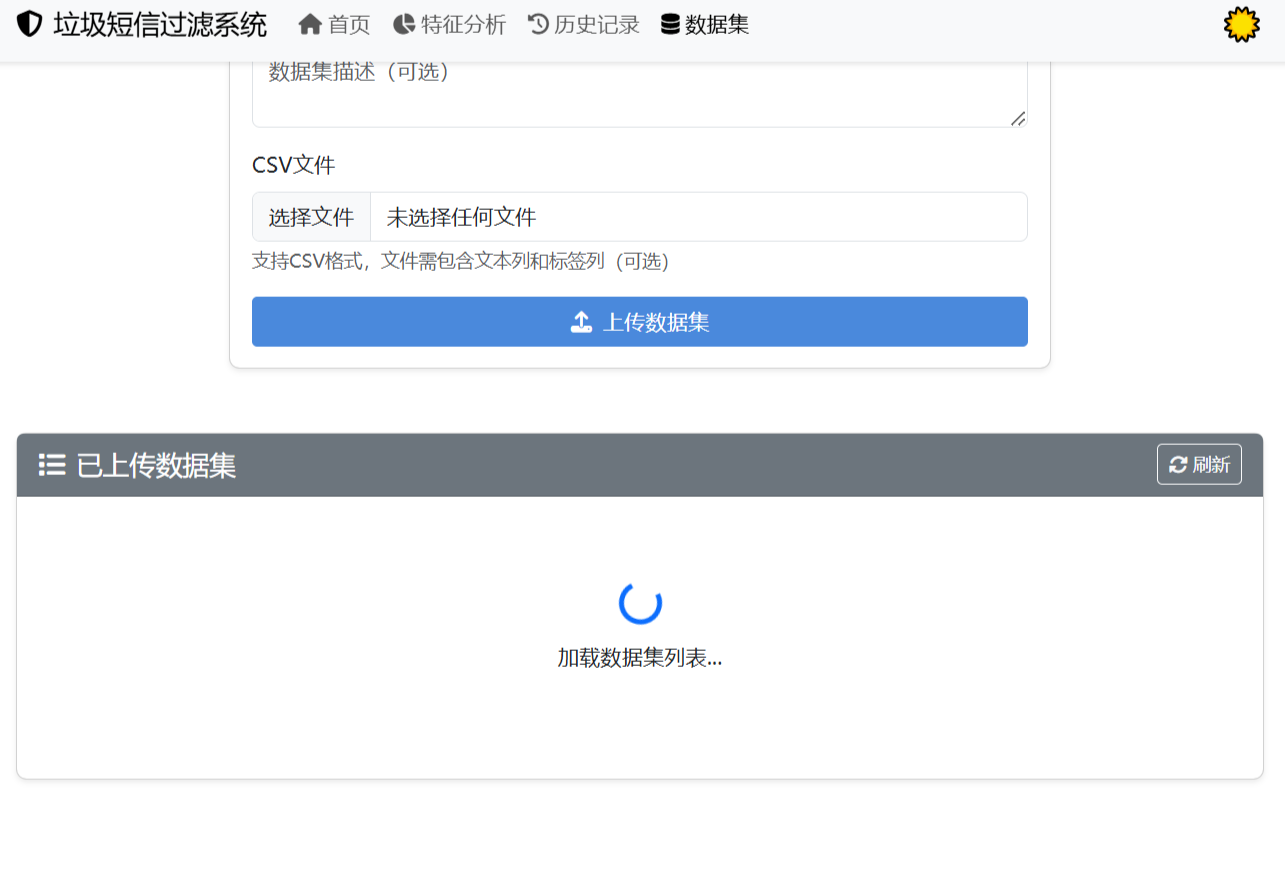 垃圾短信过滤系统 首页 特征分析 历史记录 数据集
数据集描述（可选）
CSV文件
选择文件 未选择任何文件
支持CSV格式，文件需包含文本列和标签列（可选）
上传数据集
已上传数据集 刷新
加载数据集列表...